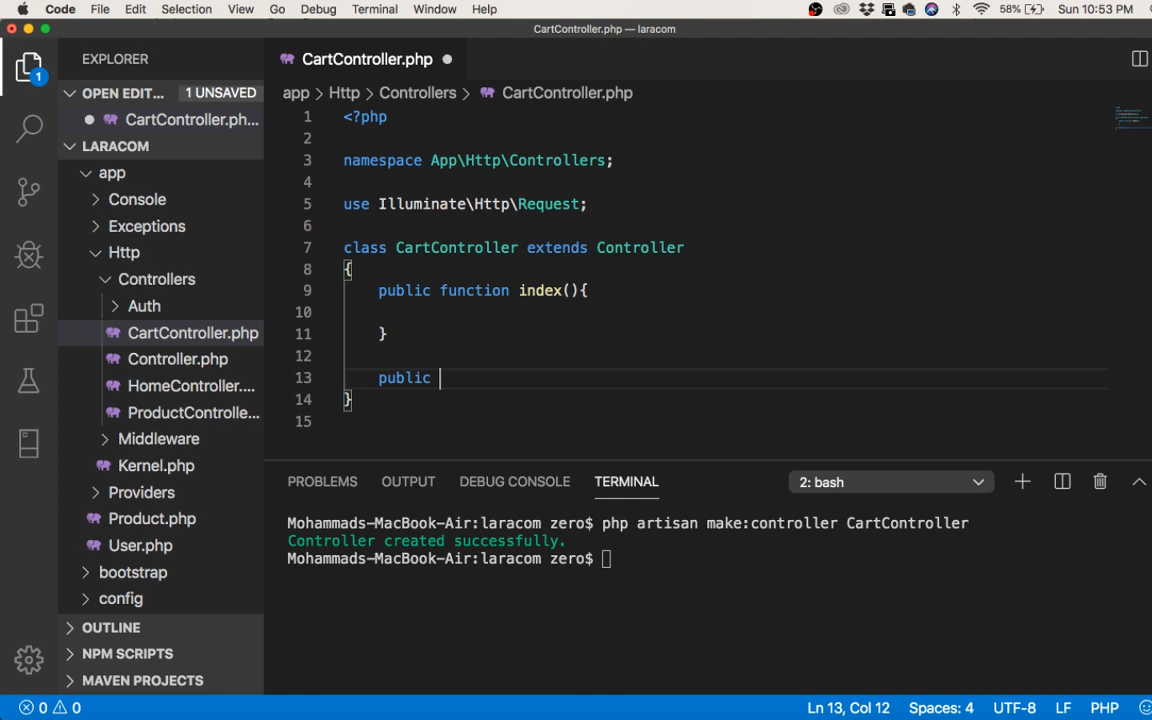 Code File Edit Selection View Go Debug Terminal Window Help 58% Sun 10:53 PM
CartController.php — laracom
EXPLORER
CartController.php
OPEN EDIT... 1 UNSAVED
CartController.ph...
LARACOM
app
Console
Exceptions
Http
Controllers
Auth
CartController.php
Controller.php
HomeController....
ProductControlle...
Middleware
Kernel.php
Providers
Product.php
User.php
bootstrap
config
OUTLINE
NPM SCRIPTS
MAVEN PROJECTS
1
app > Http > Controllers > CartController.php
1 <?php
2
3 namespace App\Http\Controllers;
4
5 use Illuminate\Http\Request;
6
7 class CartController extends Controller
8 {
9 public function index(){
10
11 }
12
13 public
14 }
15
PROBLEMS OUTPUT DEBUG CONSOLE TERMINAL 2: bash
Mohammads-MacBook-Air:laracom zero$ php artisan make:controller CartController
Controller created successfully.
Mohammads-MacBook-Air:laracom zero$
0 0 Ln 13, Col 12 Spaces: 4 UTF-8 LF PHP